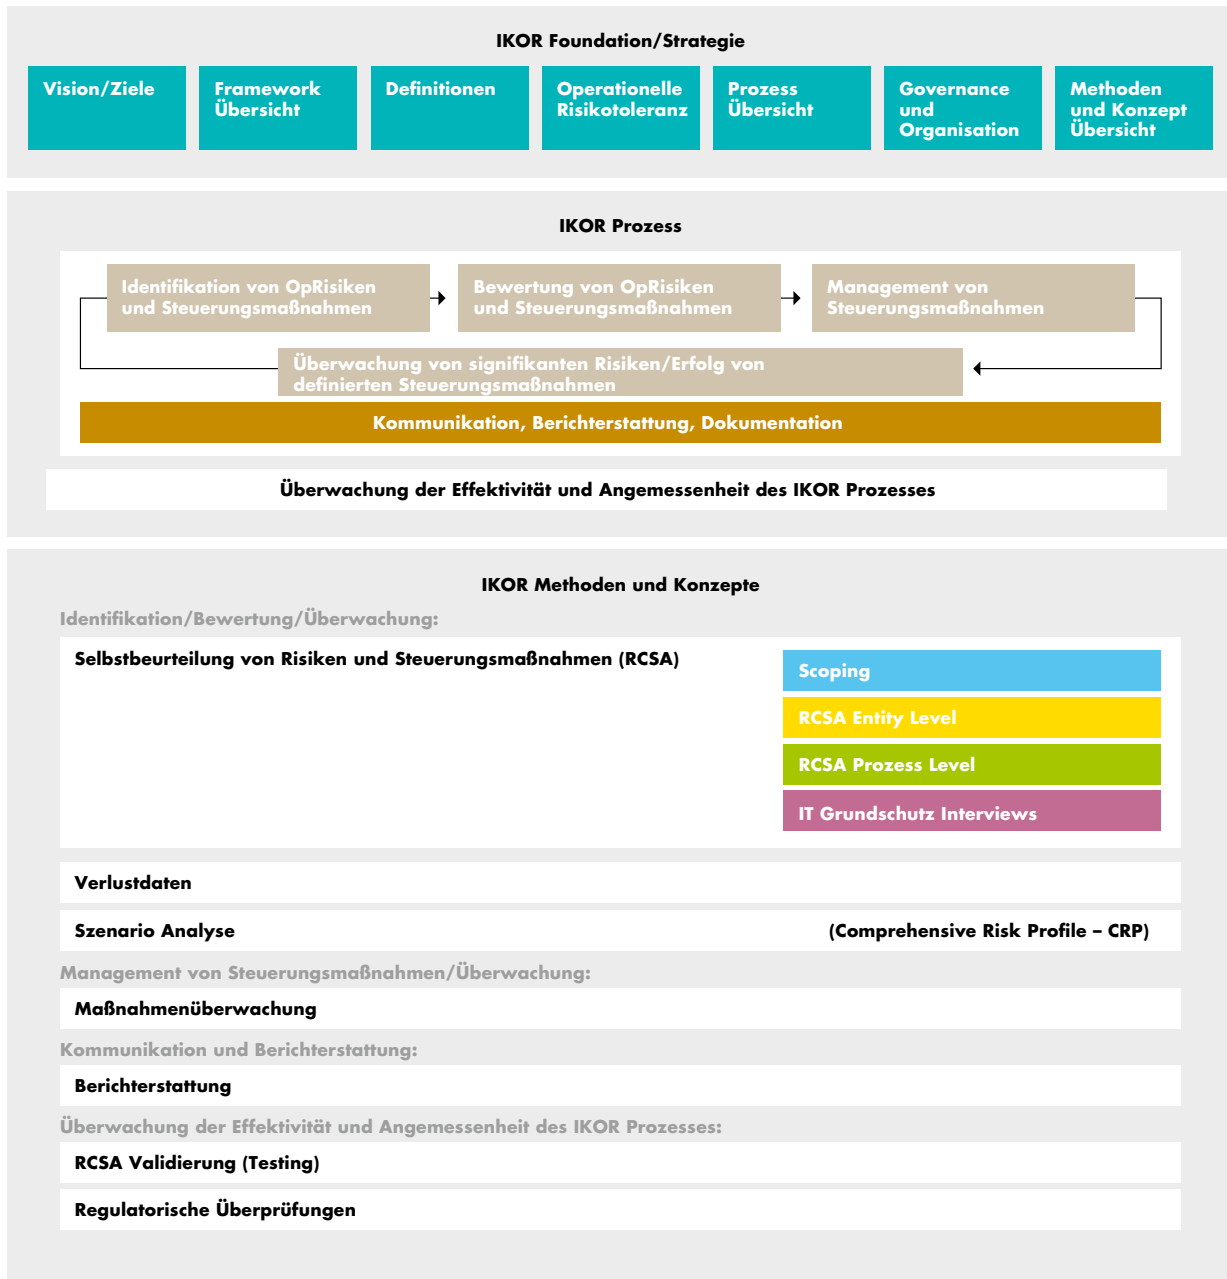 IKOR Foundation/Strategie
Vision/Ziele
Framework
Übersicht
Definitionen
Operationelle
Risikotoleranz
Prozess
Übersicht
Governance
und
Organisation
Methoden
und Konzept
Übersicht
IKOR Prozess
Identifikation von OpRisiken
und Steuerungsmaßnahmen
Bewertung von OpRisiken
und Steuerungsmaßnahmen
Management von
Steuerungsmaßnahmen
Überwachung von signifikanten Risiken/Erfolg von
definierten Steuerungsmaßnahmen
Kommunikation, Berichterstattung, Dokumentation
Überwachung der Effektivität und Angemessenheit des IKOR Prozesses
IKOR Methoden und Konzepte
Identifikation/Bewertung/Überwachung:
Selbstbeurteilung von Risiken und Steuerungsmaßnahmen (RCSA)
Scoping
RCSA Entity Level
RCSA Prozess Level
IT Grundschutz Interviews
Verlustdaten
Szenario Analyse (Comprehensive Risk Profile – CRP)
Management von Steuerungsmaßnahmen/Überwachung:
Maßnahmenüberwachung
Kommunikation und Berichterstattung:
Berichterstattung
Überwachung der Effektivität und Angemessenheit des IKOR Prozesses:
RCSA Validierung (Testing)
Regulatorische Überprüfungen